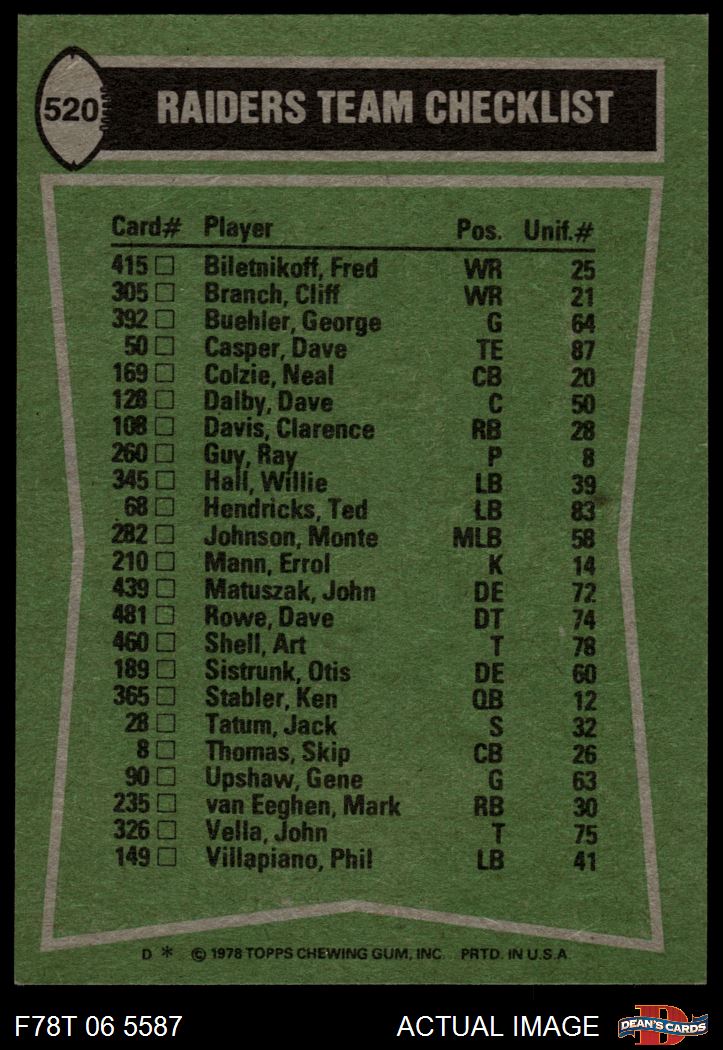 520
RAIDERS TEAM CHECKLIST
Card# Player Pos. Unif.#
415 □ Biletnikoff, Fred WR 25
305 □ Branch, Cliff WR 21
392 □ Buehler, George G 64
50 □ Casper, Dave TE 87
169 □ Colzie, Neal CB 20
128 □ Dalby, Dave C 50
108 □ Davis, Clarence RB 28
260 □ Guy, Ray P 8
345 □ Hall, Willie LB 39
68 □ Hendricks, Ted LB 83
282 □ Johnson, Monte MLB 58
210 □ Mann, Errol K 14
439 □ Matuszak, John DE 72
481 □ Rowe, Dave DT 74
460 □ Shell, Art T 78
189 □ Sistrunk, Otis DE 60
365 □ Stabler, Ken QB 12
28 □ Tatum, Jack S 32
8 □ Thomas, Skip CB 26
90 □ Upshaw, Gene G 63
235 □ van Eeghen, Mark RB 30
326 □ Vella, John T 75
149 □ Villapiano, Phil LB 41
D * © 1978 TOPPS CHEWING GUM, INC. PRTD. IN U.S.A.
F78T 06 5587 ACTUAL IMAGE D DEAN'S CARDS